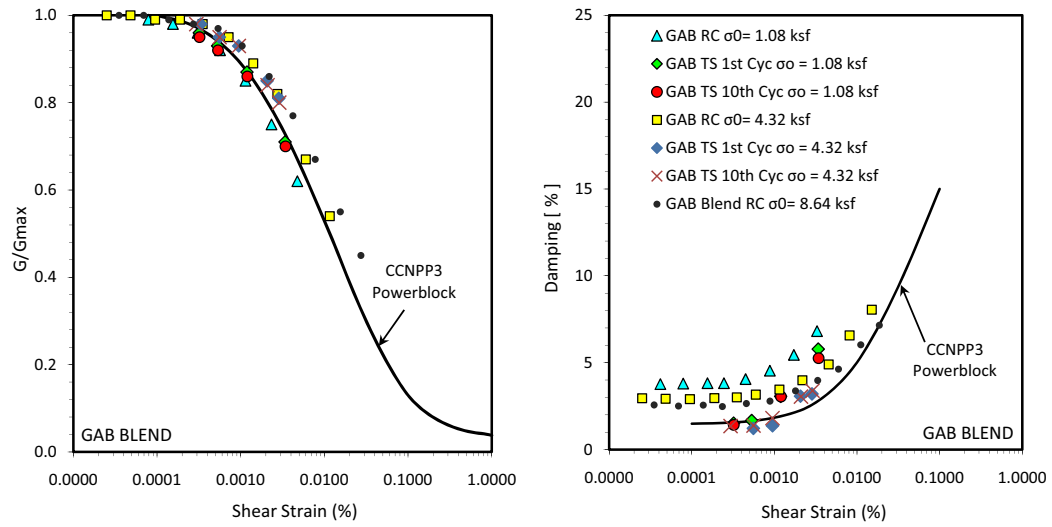 1.0
0.8
0.6
0.4
0.2
0.0
G/Gmax
CCNPP3
Powerblock
GAB BLEND
0.0000 0.0001 0.0010 0.0100 0.1000 1.0000
Shear Strain (%)
25
20
15
10
5
0
Damping [ % ]
GAB RC σ0= 1.08 ksf
GAB TS 1st Cyc σo = 1.08 ksf
GAB TS 10th Cyc σo = 1.08 ksf
GAB RC σ0= 4.32 ksf
GAB TS 1st Cyc σo = 4.32 ksf
GAB TS 10th Cyc σo = 4.32 ksf
GAB Blend RC σ0= 8.64 ksf
CCNPP3
Powerblock
GAB BLEND
0.0000 0.0001 0.0010 0.0100 0.1000 1.0000
Shear Strain (%)